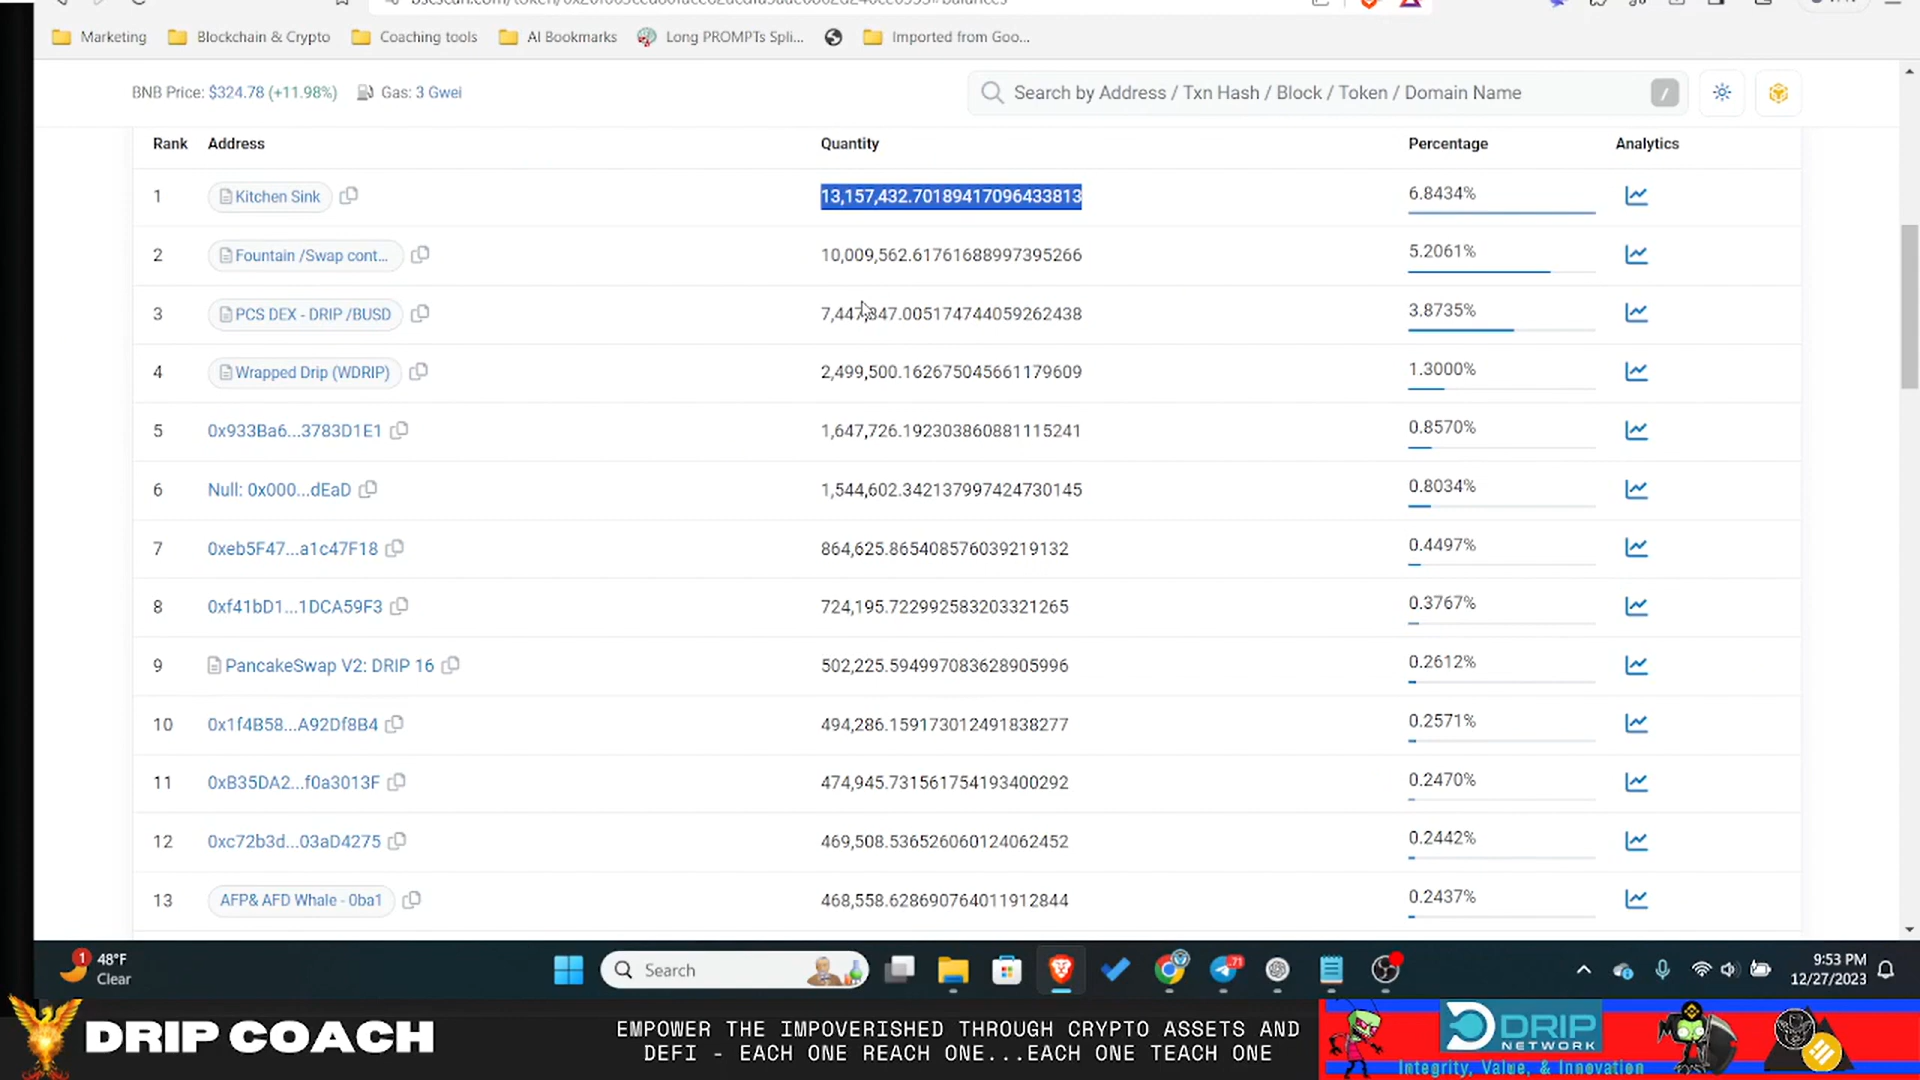 Marketing Blockchain & Crypto Coaching tools AI Bookmarks Long PROMPTs Spli... Imported from Goo...
BNB Price: $324.78 (+11.98%) Gas: 3 Gwei Search by Address / Txn Hash / Block / Token / Domain Name /
Rank Address Quantity Percentage Analytics
1 Kitchen Sink 13,157,432.70189417096433813 6.8434%
2 Fountain /Swap cont... 10,009,562.61761688997395266 5.2061%
3 PCS DEX - DRIP /BUSD 3.8735%
4 Wrapped Drip (WDRIP) 2,499,500.162675045661179609 1.3000%
5 0x933Ba6...3783D1E1 1,647,726.192303860881115241 0.8570%
6 Null: 0x000...dEaD 1,544,602.342137997424730145 0.8034%
7 0xeb5F47...a1c47F18 864,625.865408576039219132 0.4497%
8 0xf41bD1...1DCA59F3 724,195.722992583203321265 0.3767%
9 PancakeSwap V2: DRIP 16 502,225.594997083628905996 0.2612%
10 0x1f4B58...A92Df8B4 494,286.159173012491838277 0.2571%
11 0xB35DA2...f0a3013F 474,945.731561754193400292 0.2470%
12 0xc72b3d...03aD4275 469,508.536526060124062452 0.2442%
13 AFP& AFD Whale - 0ba1 468,558.628690764011912844 0.2437%
1 48°F
Clear
Search
71
9:53 PM
12/27/2023
DRIP COACH
EMPOWER THE IMPOVERISHED THROUGH CRYPTO ASSETS AND
DEFI - EACH ONE REACH ONE...EACH ONE TEACH ONE
DRIP
NETWORK
Integrity, Value, & Innovation